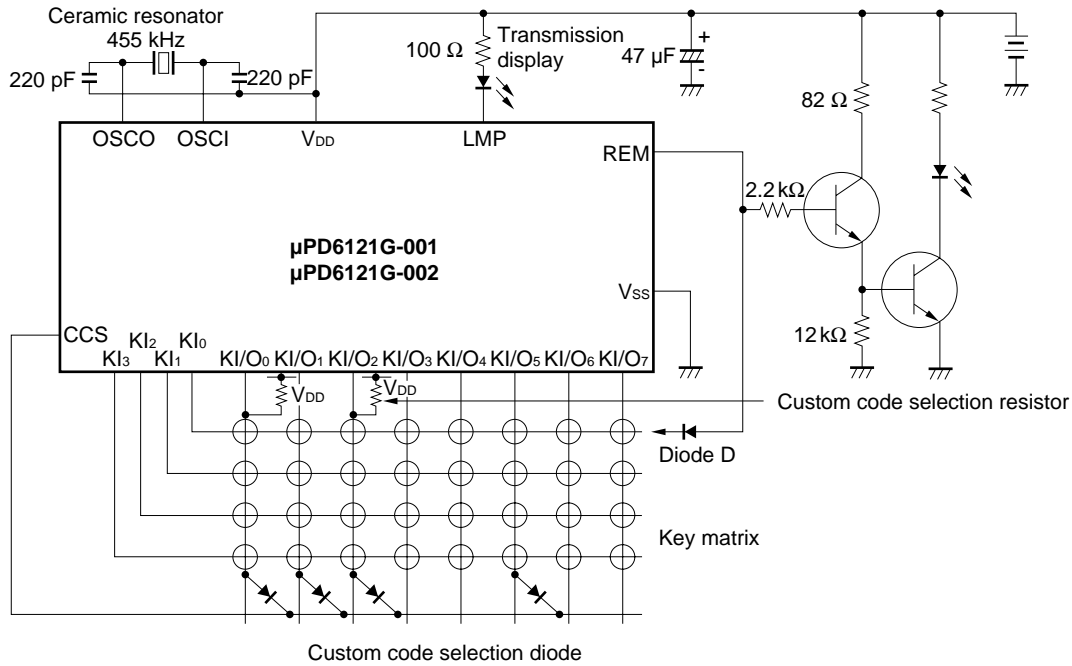 Ceramic resonator
455 kHz
220 pF
220 pF
100 Ω
Transmission
display
47 µF
+
-
82 Ω
OSCO
OSCI
VDD
LMP
REM
2.2 kΩ
µPD6121G-001
µPD6121G-002
VSS
12 kΩ
CCS
KI3
KI2
KI1
KI0
KI/O0
KI/O1
KI/O2
KI/O3
KI/O4
KI/O5
KI/O6
KI/O7
VDD
VDD
Custom code selection resistor
Diode D
Key matrix
Custom code selection diode